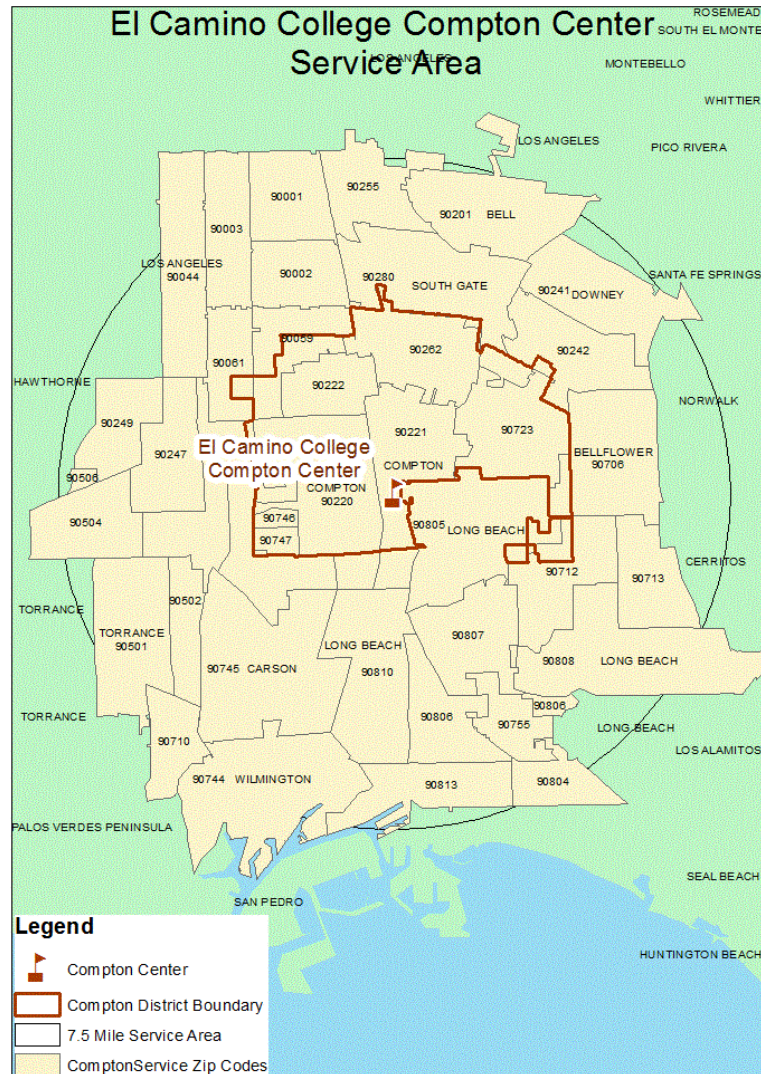 El Camino College Compton Center
Service Area
ROSEMEAD
SOUTH EL MONTE
LOS ANGELES
MONTEBELLO
WHITTIER
LOS ANGELES
PICO RIVERA
90255
90001
90201 BELL
90003
LOS ANGELES
90044
90002
90280
SOUTH GATE
SANTA FE SPRINGS
90241
DOWNEY
90059
90262
90242
90061
90222
HAWTHORNE
NORWALK
90249
90221
90723
90247
El Camino College
Compton Center
BELLFLOWER
90706
COMPTON
90506
COMPTON
90220
90504
90746
90805
LONG BEACH
90747
CERRITOS
90712
90713
90502
TORRANCE
TORRANCE
90501
90807
LONG BEACH
90745 CARSON
90810
90808
LONG BEACH
90806
TORRANCE
90806
90755
LONG BEACH
90710
LOS ALAMITOS
90744
WILMINGTON
90813
90804
PALOS VERDES PENINSULA
SEAL BEACH
SAN PEDRO
HUNTINGTON BEACH
Legend
Compton Center
Compton District Boundary
7.5 Mile Service Area
ComptonService Zip Codes